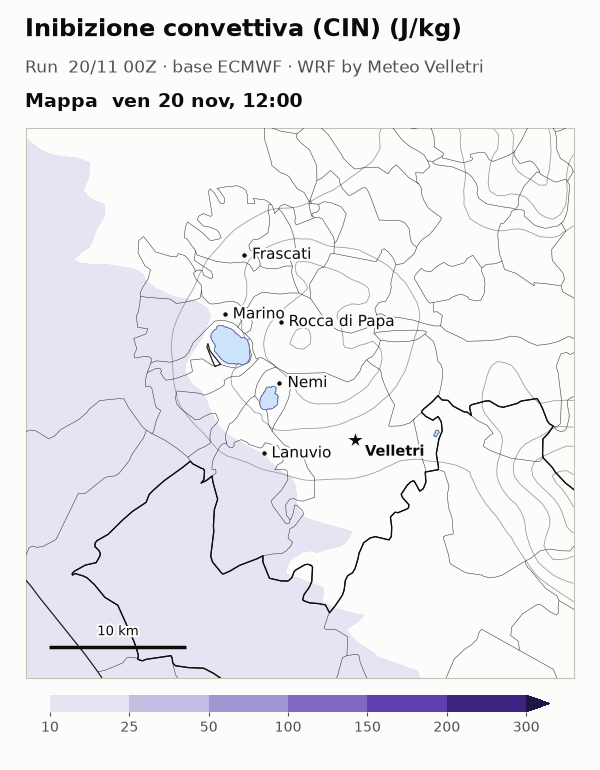 Inibizione convettiva (CIN) (J/kg)
Run  20/11 00Z · base ECMWF · WRF by Meteo Velletri
Mappa  ven 20 nov, 12:00
Frascati
Marino
Rocca di Papa
Nemi
Velletri
Lanuvio
10 km
10 25 50 100 150 200 300